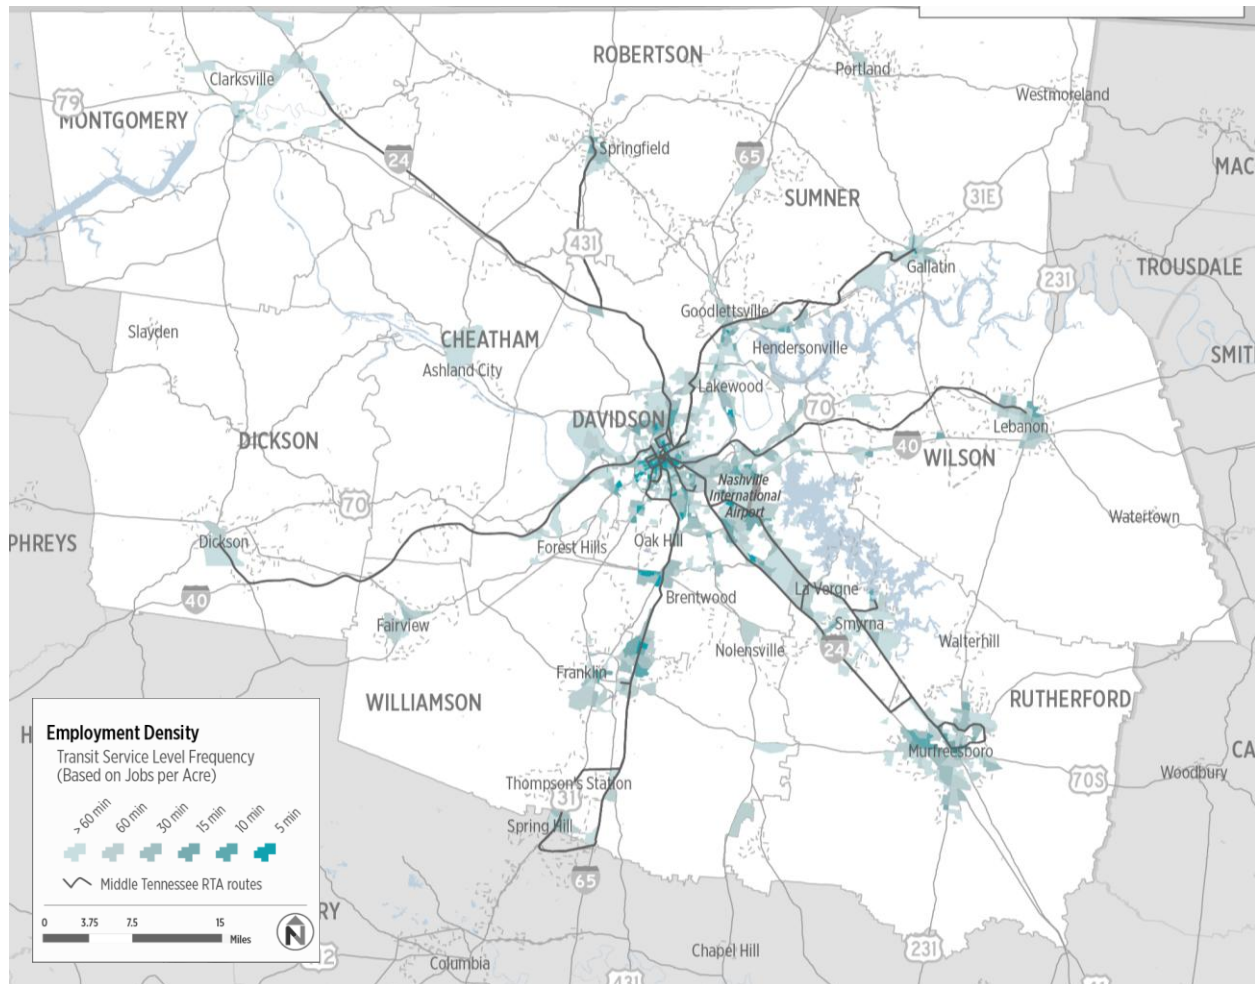 ROBERTSON
Clarksville
Portland
Westmoreland
79
MONTGOMERY
24
Springfield
65
MAC
SUMNER
31E
431
Gallatin
TROUSDALE
231
Goodlettsville
Slayden
CHEATHAM
Hendersonville
SMIT
Ashland City
Lakewood
70
DAVIDSON
Lebanon
DICKSON
40
WILSON
Nashville
International
Airport
70
Watertown
PHREYS
Dickson
Forest Hills
Oak Hill
40
Brentwood
La Vergne
Fairview
Smyrna
Walterhill
24
Nolensville
Franklin
WILLIAMSON
RUTHERFORD
H
Murfreesboro
CA
Thompson's Station
70S
Woodbury
31
Spring Hill
65
RY
Chapel Hill
231
Columbia
431
Employment Density
Transit Service Level Frequency
(Based on Jobs per Acre)
> 60 min
60 min
30 min
15 min
10 min
5 min
Middle Tennessee RTA routes
0 3.75 7.5 15
Miles
N